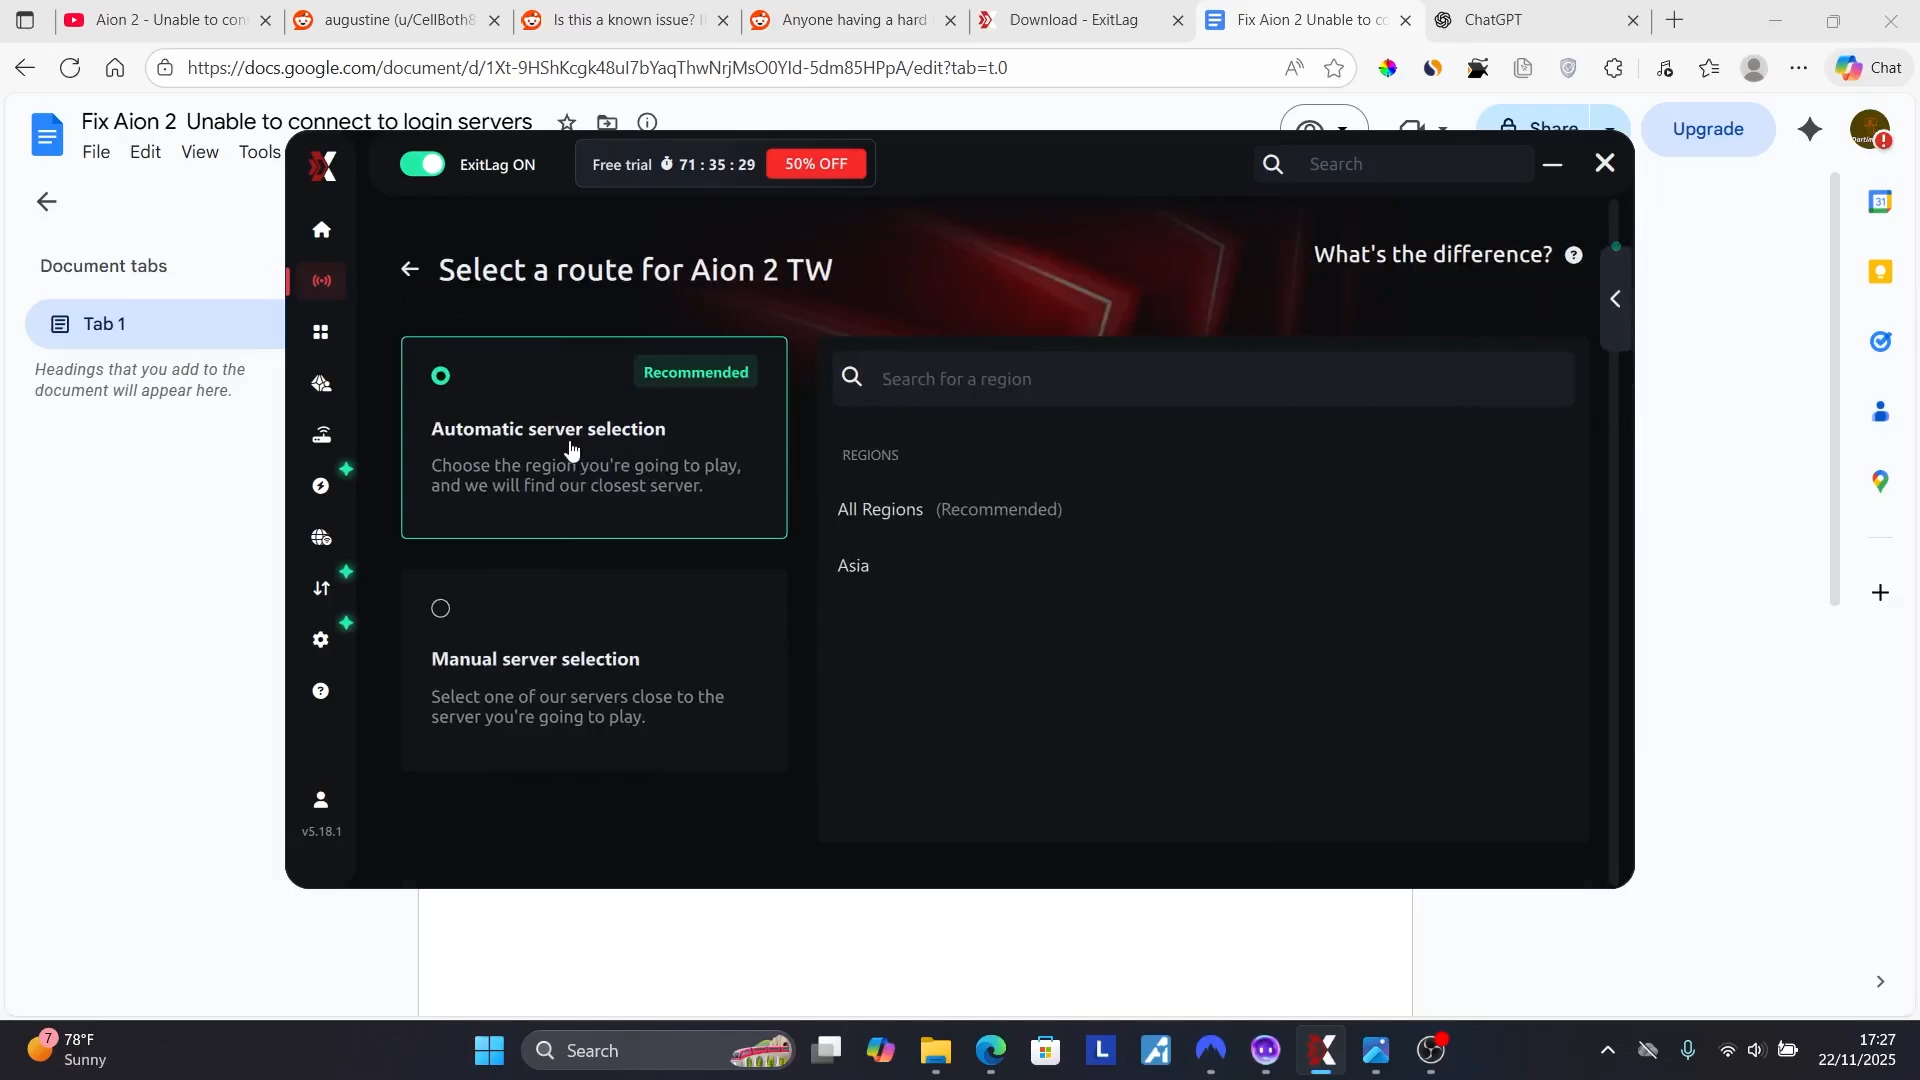 Aion 2 - Unable to con
augustine (u/CellBoth8
Is this a known issue? I
Anyone having a hard
Download - ExitLag
Fix Aion 2 Unable to co
ChatGPT
https://docs.google.com/document/d/1Xt-9HShKcgk48ul7bYaqThwNrjMsO0YId-5dm85HPpA/edit?tab=t.0
Chat
Fix Aion 2  Unable to connect to login servers
Share
Upgrade
File
Edit
View
Tools
ExitLag ON
Free trial
71 : 35 : 29
50% OFF
Search
Document tabs
Tab 1
Headings that you add to the
document will appear here.
Select a route for Aion 2 TW
What's the difference?
?
Recommended
Automatic server selection
Choose the region you're going to play,
and we will find our closest server.
Manual server selection
Select one of our servers close to the
server you're going to play.
Search for a region
REGIONS
All Regions (Recommended)
Asia
v5.18.1
31
7
78°F
Sunny
Search
L
17:27
22/11/2025